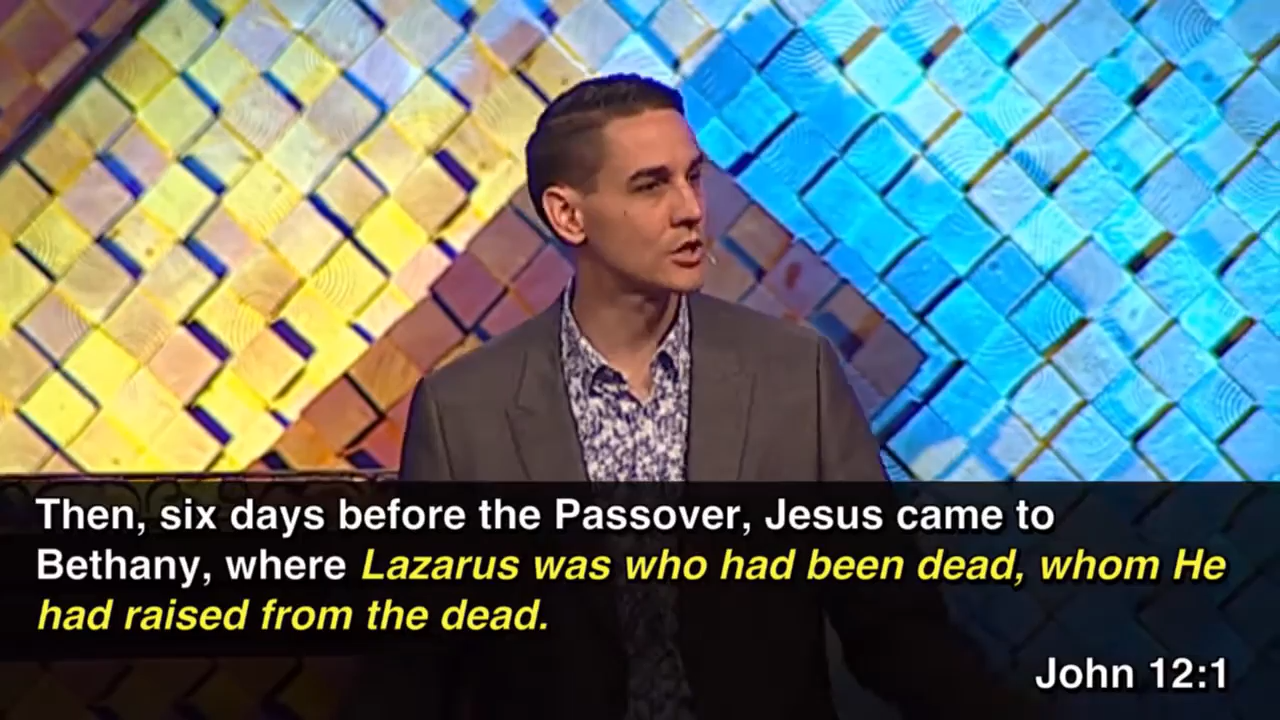 Then, six days before the Passover, Jesus came to
Bethany, where Lazarus was who had been dead, whom He
had raised from the dead.
John 12:1